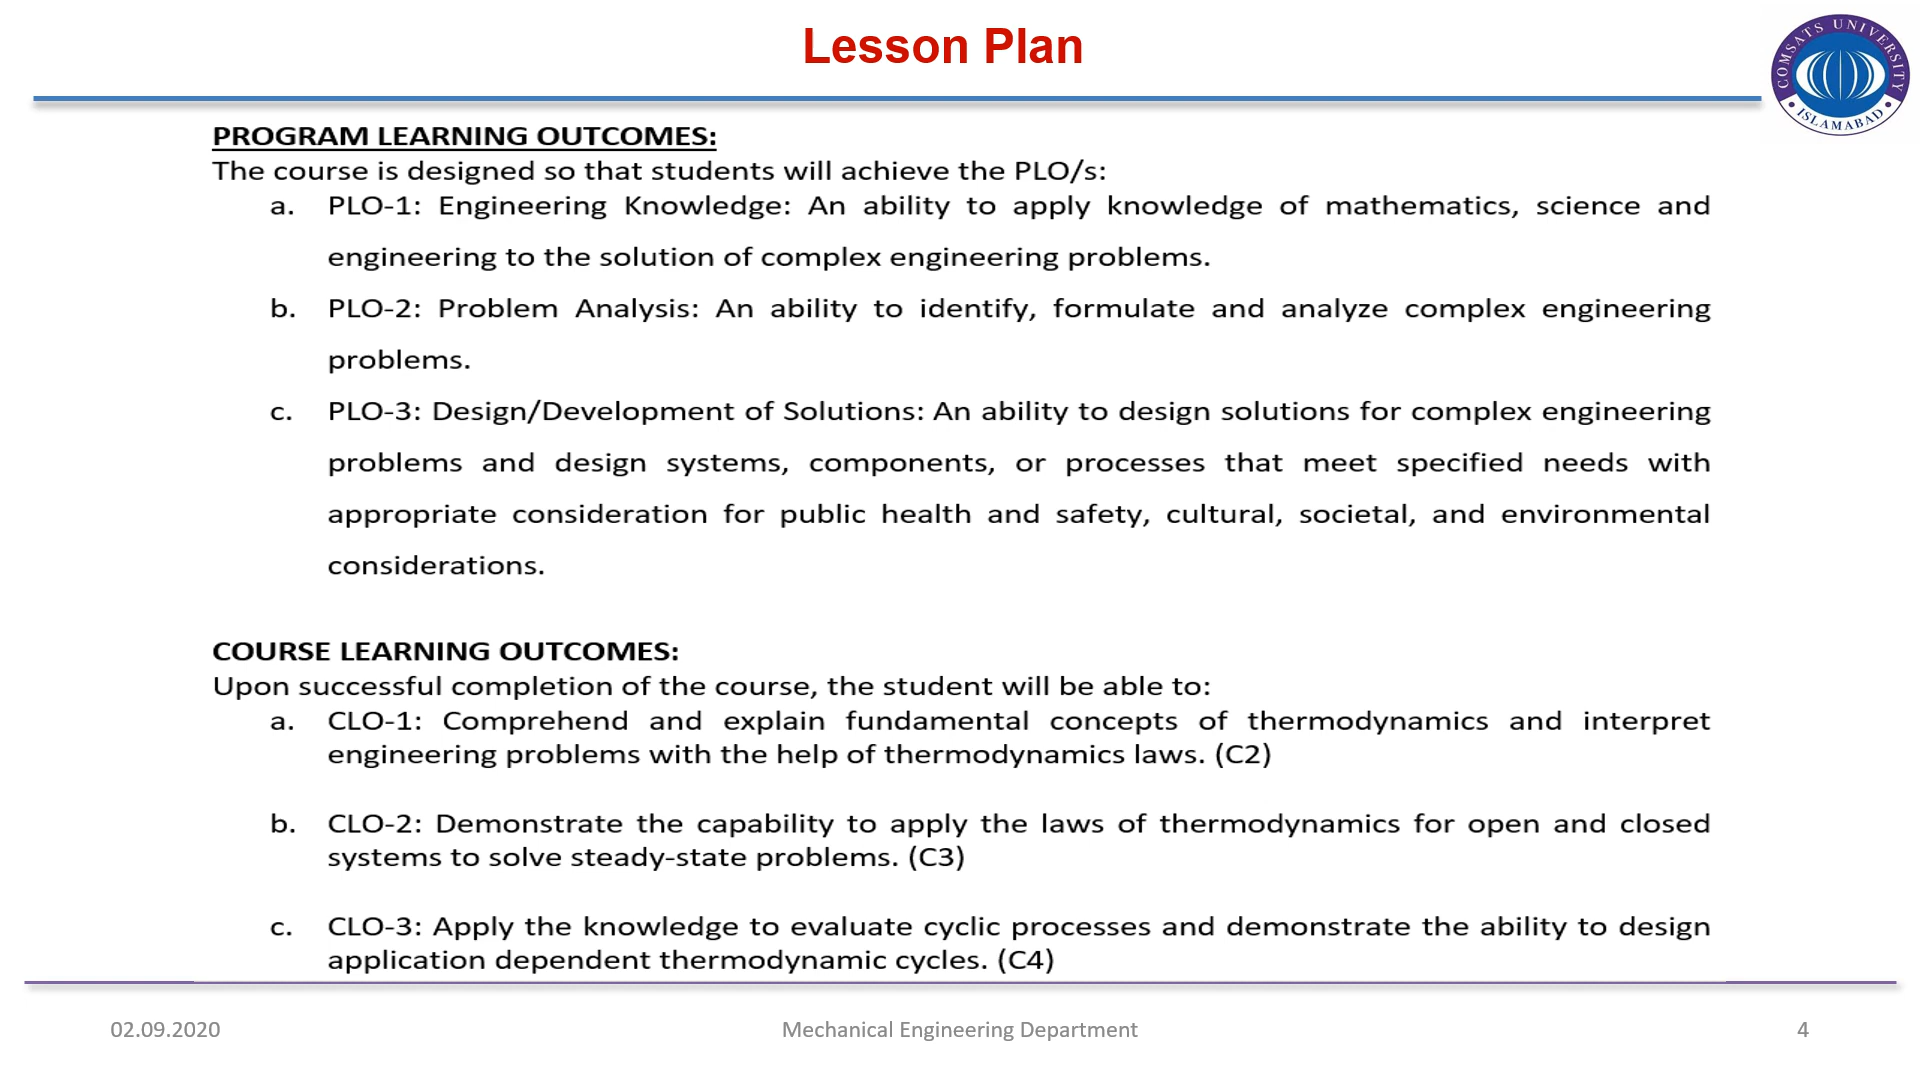 Lesson Plan
COMSATS UNIVERSITY
ISLAMABAD
PROGRAM LEARNING OUTCOMES:
The course is designed so that students will achieve the PLO/s:
a. PLO-1: Engineering Knowledge: An ability to apply knowledge of mathematics, science and
engineering to the solution of complex engineering problems.
b. PLO-2: Problem Analysis: An ability to identify, formulate and analyze complex engineering
problems.
c. PLO-3: Design/Development of Solutions: An ability to design solutions for complex engineering
problems and design systems, components, or processes that meet specified needs with
appropriate consideration for public health and safety, cultural, societal, and environmental
considerations.
COURSE LEARNING OUTCOMES:
Upon successful completion of the course, the student will be able to:
a. CLO-1: Comprehend and explain fundamental concepts of thermodynamics and interpret
engineering problems with the help of thermodynamics laws. (C2)
b. CLO-2: Demonstrate the capability to apply the laws of thermodynamics for open and closed
systems to solve steady-state problems. (C3)
c. CLO-3: Apply the knowledge to evaluate cyclic processes and demonstrate the ability to design
application dependent thermodynamic cycles. (C4)
02.09.2020
Mechanical Engineering Department
4